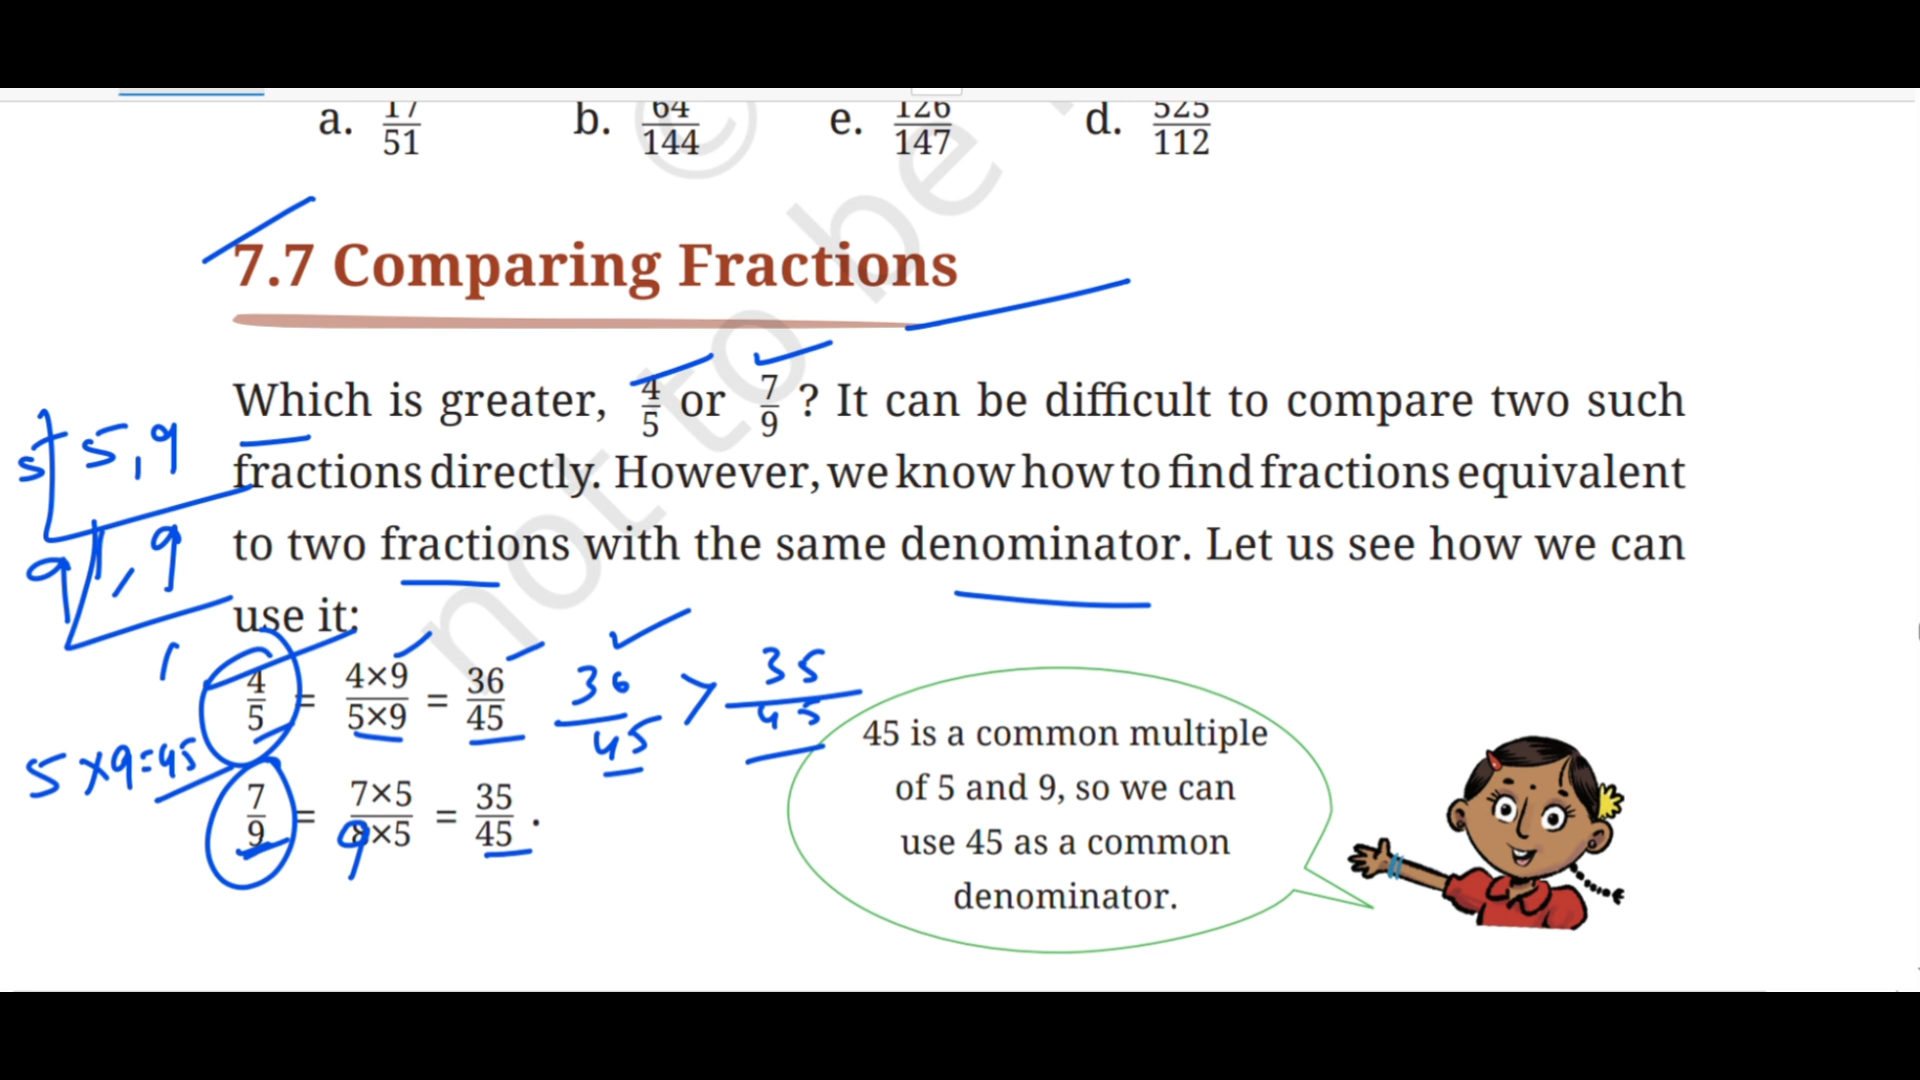 a. 17/51 b. 64/144 e. 126/147 d. 525/112
7.7 Comparing Fractions
Which is greater, 4/5 or 7/9 ? It can be difficult to compare two such
fractions directly. However, we know how to find fractions equivalent
to two fractions with the same denominator. Let us see how we can
use it:
5 5, 9
9 1, 9
1
5 × 9 = 45
4/5 = 4×9/5×9 = 36/45 36/45 > 35/45
7/9 = 7×5/9×5 = 35/45 .
45 is a common multiple
of 5 and 9, so we can
use 45 as a common
denominator.
© not to be